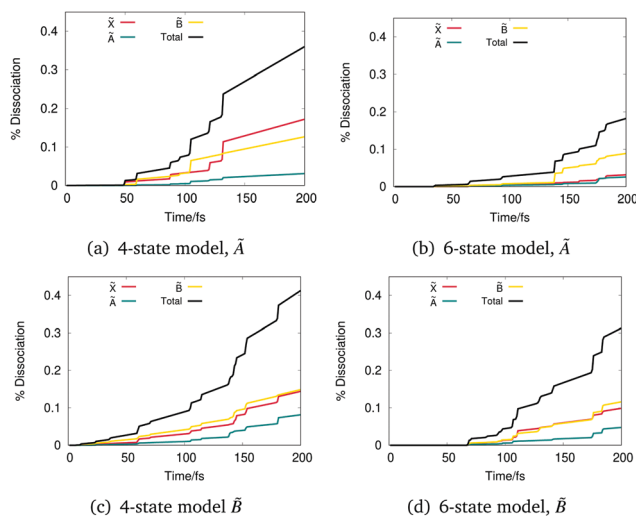 X̃ B̃
Ã Total
0.4
0.3
0.2
0.1
0
% Dissociation
0 50 100 150 200
Time/fs
(a) 4-state model, Ã
X̃ B̃
Ã Total
0.4
0.3
0.2
0.1
0
% Dissociation
0 50 100 150 200
Time/fs
(b) 6-state model, Ã
X̃ B̃
Ã Total
0.4
0.3
0.2
0.1
0
% Dissociation
0 50 100 150 200
Time/fs
(c) 4-state model B̃
X̃ B̃
Ã Total
0.4
0.3
0.2
0.1
0
% Dissociation
0 50 100 150 200
Time/fs
(d) 6-state model, B̃